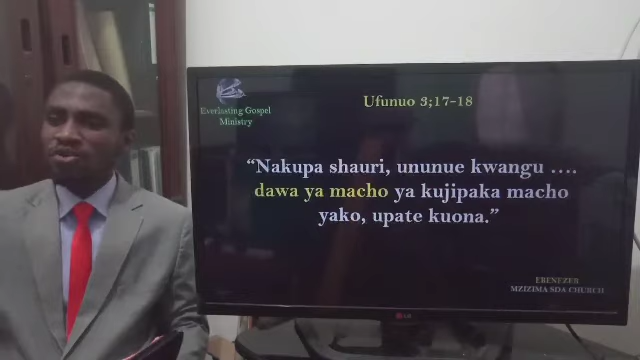 Everlasting Gospel
Ministry
Ufunuo 3;17-18
“Nakupa shauri, ununue kwangu ....
dawa ya macho ya kujipaka macho
yako, upate kuona.”
EBENEZER
MZIZIMA SDA CHURCH
LG